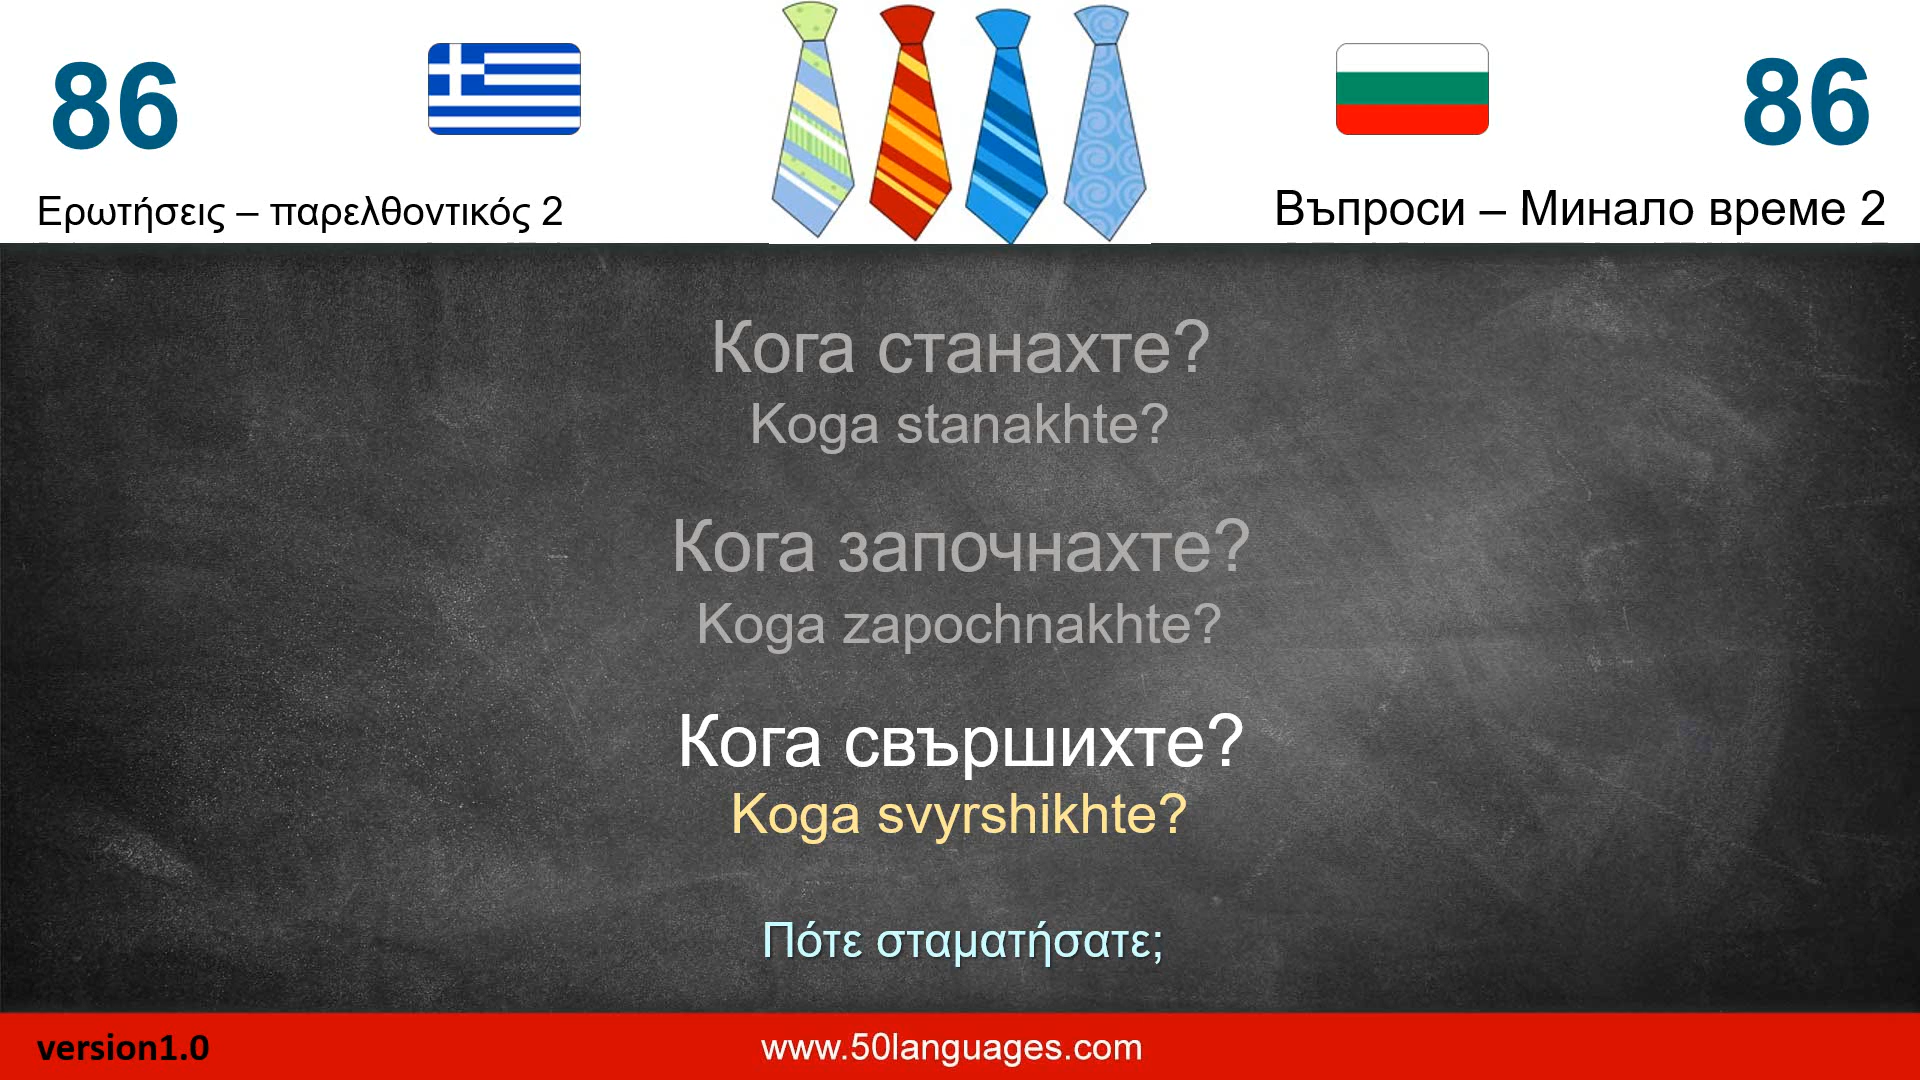 86
86
Ερωτήσεις – παρελθοντικός 2
Въпроси – Минало време 2
Кога станахте?
Koga stanakhte?
Кога започнахте?
Koga zapochnakhte?
Кога свършихте?
Koga svyrshikhte?
Πότε σταματήσατε;
version1.0
www.50languages.com